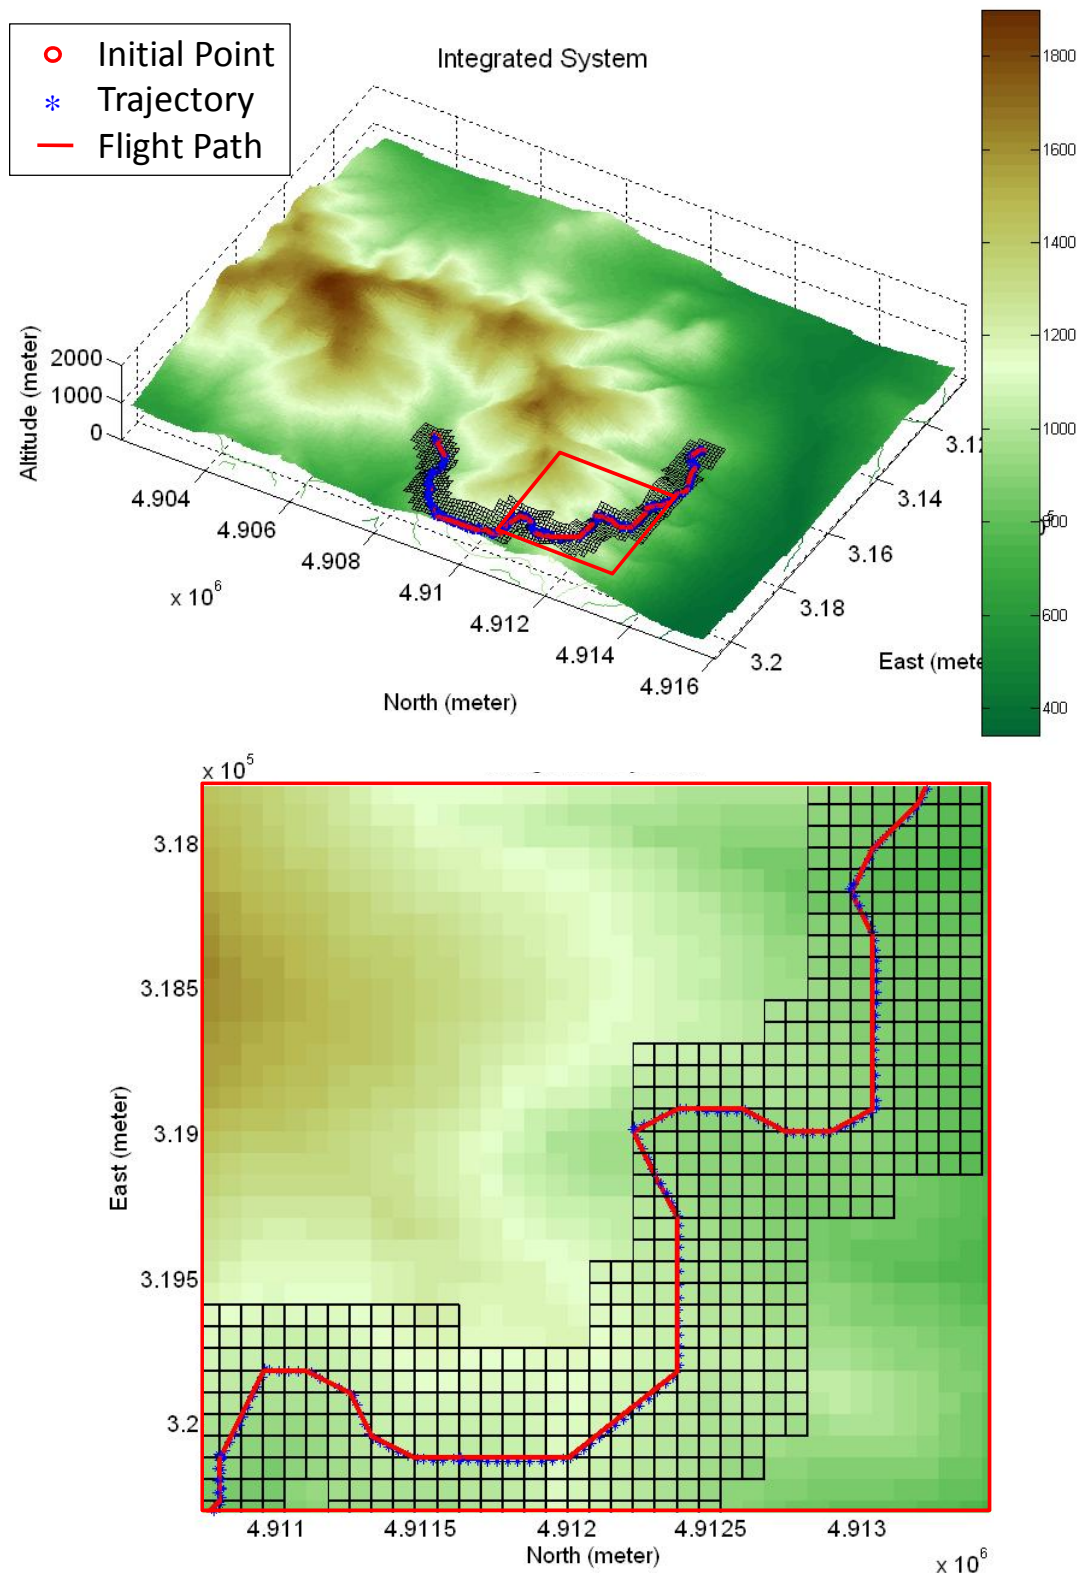 Initial Point
* Trajectory
Flight Path
Integrated System
1800
1600
1400
1200
1000
800
600
400
Altitude (meter)
2000
1000
0
4.904
4.906
4.908
4.91
4.912
4.914
4.916
x 10^6
North (meter)
3.12
3.14
3.16
3.18
3.2
East (mete
x 10^5
3.18
3.185
3.19
3.195
3.2
East (meter)
4.911
4.9115
4.912
4.9125
4.913
North (meter)
x 10^6